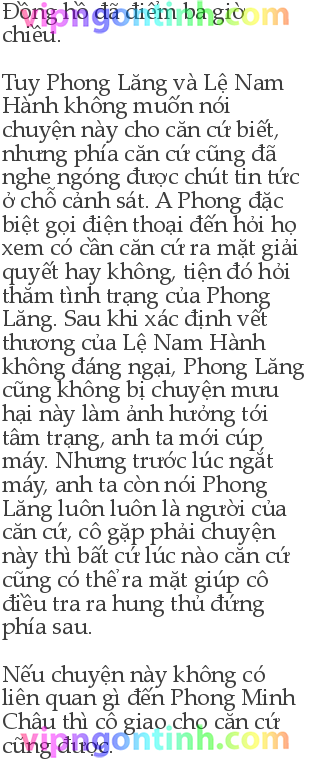 Đồng hồ đã điểm ba giờ
vipngontinh.com
chiều.
Tuy Phong Lăng và Lệ Nam
Hành không muốn nói
chuyện này cho căn cứ biết,
nhưng phía căn cứ cũng đã
nghe ngóng được chút tin tức
ở chỗ cảnh sát. A Phong đặc
biệt gọi điện thoại đến hỏi họ
xem có cần căn cứ ra mặt giải
quyết hay không, tiện đó hỏi
thăm tình trạng của Phong
Lăng. Sau khi xác định vết
thương của Lệ Nam Hành
không đáng ngại, Phong Lăng
cũng không bị chuyện mưu
hại này làm ảnh hưởng tới
tâm trạng, anh ta mới cúp
máy. Nhưng trước lúc ngắt
máy, anh ta còn nói Phong
Lăng luôn luôn là người của
căn cứ, cô gặp phải chuyện
này thì bất cứ lúc nào căn cứ
cũng có thể ra mặt giúp cô
điều tra ra hung thủ đứng
phía sau.
Nếu chuyện này không có
liên quan gì đến Phong Minh
Châu thì cô giao cho căn cứ
cũng được.
vipngontinh.com